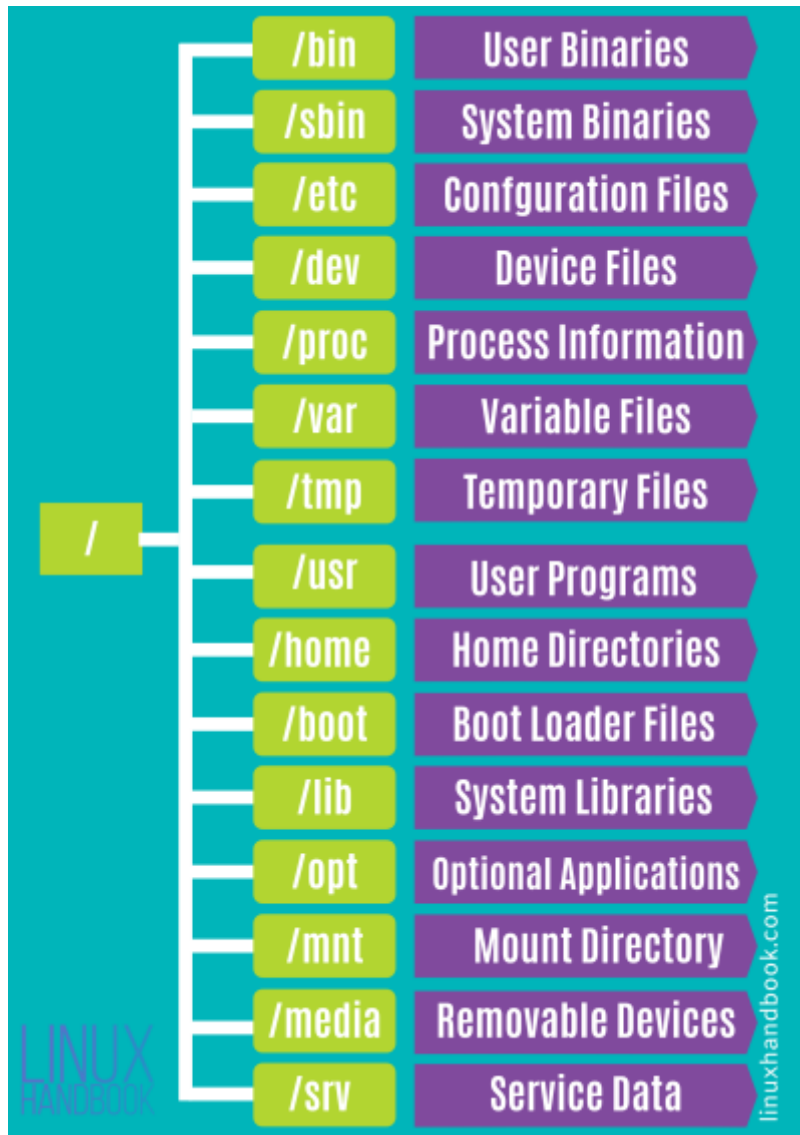 /
/bin User Binaries
/sbin System Binaries
/etc Confguration Files
/dev Device Files
/proc Process Information
/var Variable Files
/tmp Temporary Files
/usr User Programs
/home Home Directories
/boot Boot Loader Files
/lib System Libraries
/opt Optional Applications
/mnt Mount Directory
/media Removable Devices
/srv Service Data
LINUX
HANDBOOK
linuxhandbook.com